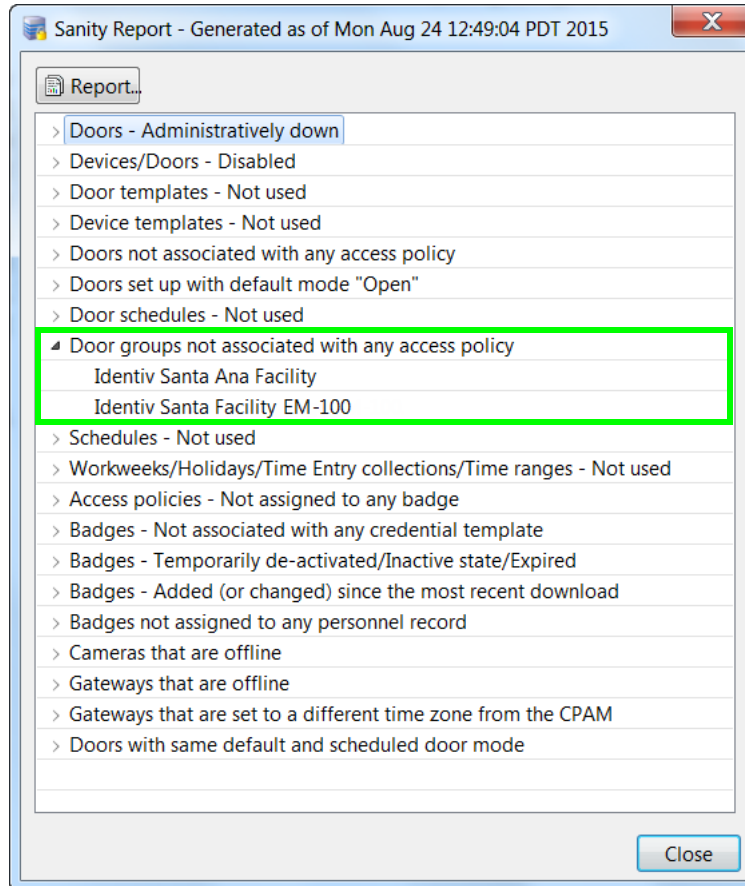 Sanity Report - Generated as of Mon Aug 24 12:49:04 PDT 2015
Report...
Doors - Administratively down
Devices/Doors - Disabled
Door templates - Not used
Device templates - Not used
Doors not associated with any access policy
Doors set up with default mode "Open"
Door schedules - Not used
Door groups not associated with any access policy
Identiv Santa Ana Facility
Identiv Santa Facility EM-100
Schedules - Not used
Workweeks/Holidays/Time Entry collections/Time ranges - Not used
Access policies - Not assigned to any badge
Badges - Not associated with any credential template
Badges - Temporarily de-activated/Inactive state/Expired
Badges - Added (or changed) since the most recent download
Badges not assigned to any personnel record
Cameras that are offline
Gateways that are offline
Gateways that are set to a different time zone from the CPAM
Doors with same default and scheduled door mode
Close